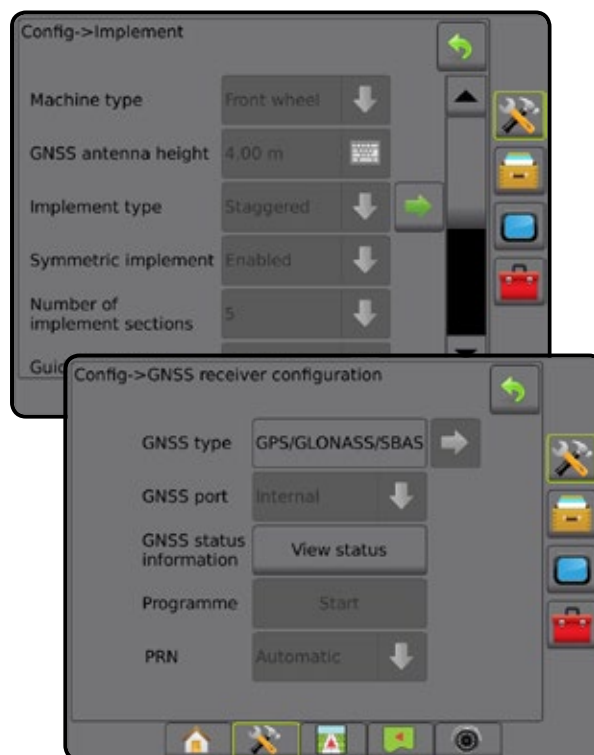 Config->Implement
Machine type Front wheel
GNSS antenna height 4.00 m
Implement type Staggered
Symmetric implement Enabled
Number of
implement sections 5
Guid
Config->GNSS receiver configuration
GNSS type GPS/GLONASS/SBAS
GNSS port Internal
GNSS status
information View status
Programme Start
PRN Automatic